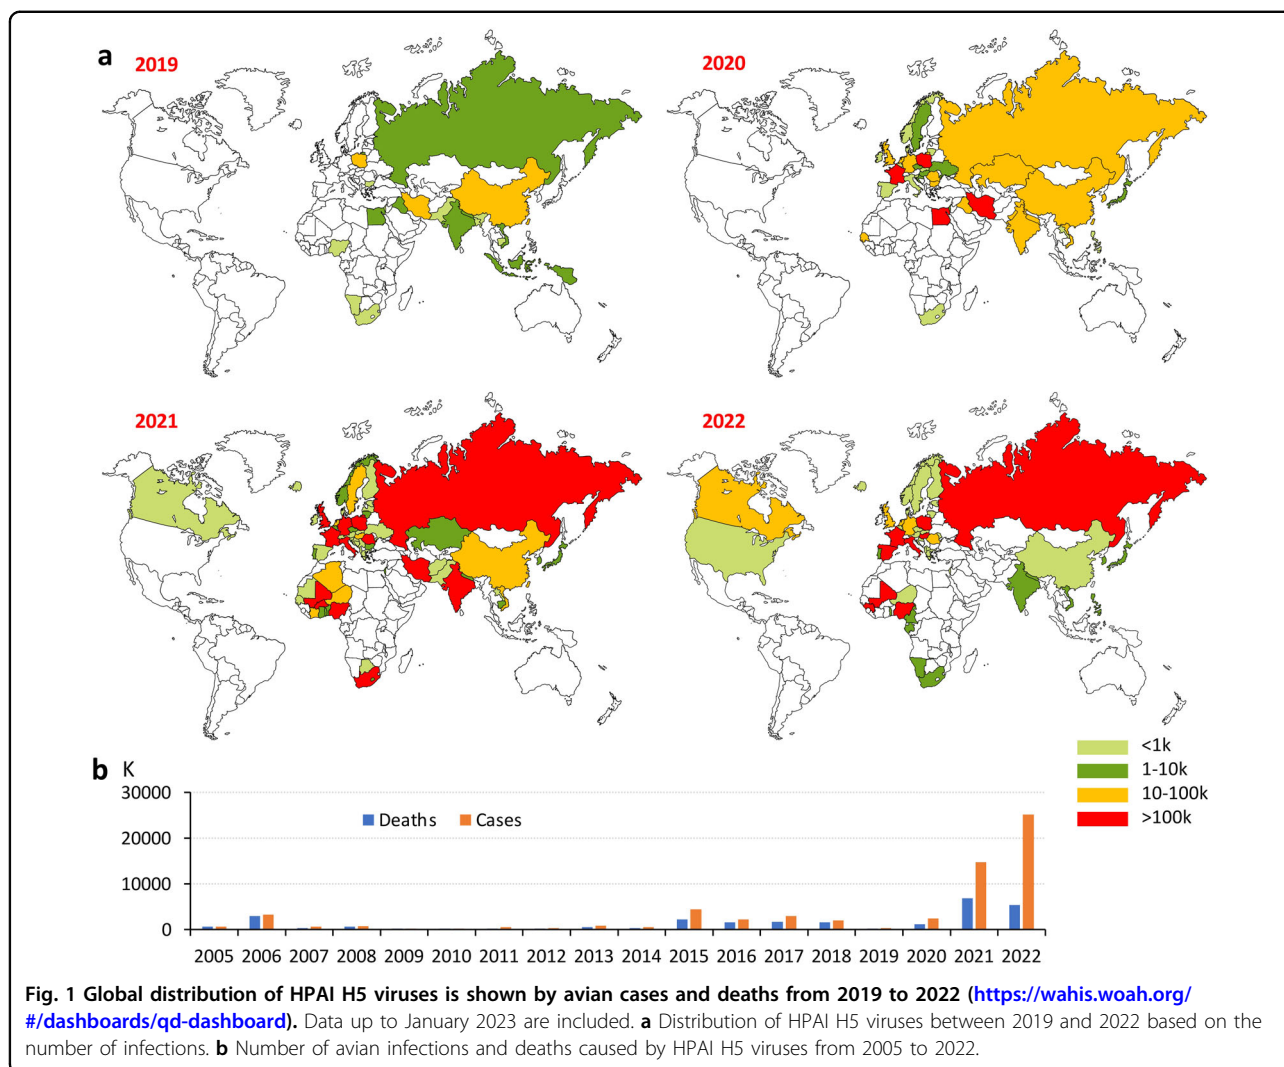 a
2019
2020
2021
2022
<1k
1-10k
10-100k
>100k
b K
30000
20000
10000
0
Deaths Cases
2005 2006 2007 2008 2009 2010 2011 2012 2013 2014 2015 2016 2017 2018 2019 2020 2021 2022
Fig. 1 Global distribution of HPAI H5 viruses is shown by avian cases and deaths from 2019 to 2022 (https://wahis.woah.org/
#/dashboards/qd-dashboard). Data up to January 2023 are included. a Distribution of HPAI H5 viruses between 2019 and 2022 based on the
number of infections. b Number of avian infections and deaths caused by HPAI H5 viruses from 2005 to 2022.